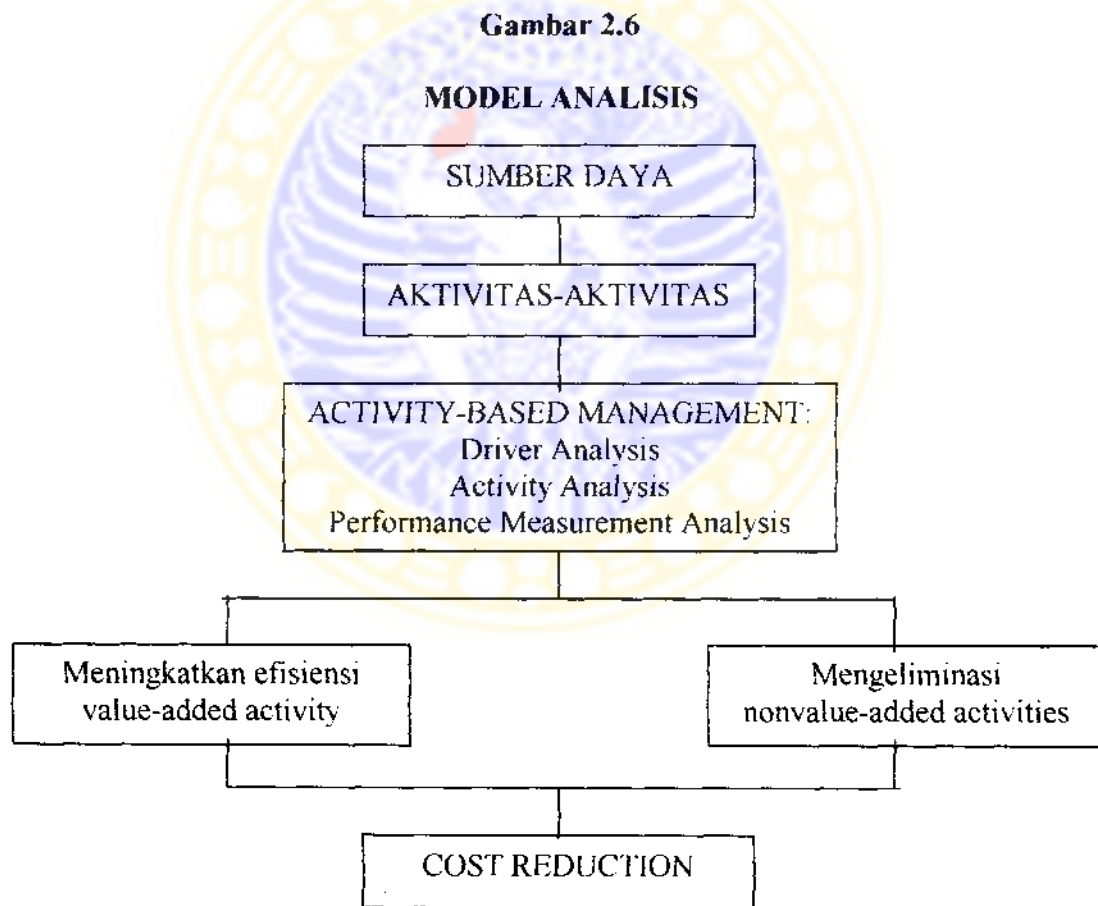 Gambar 2.6
MODEL ANALISIS
SUMBER DAYA
AKTIVITAS-AKTIVITAS
ACTIVITY-BASED MANAGEMENT:
Driver Analysis
Activity Analysis
Performance Measurement Analysis
Meningkatkan efisiensi
value-added activity
Mengeliminasi
nonvalue-added activities
COST REDUCTION